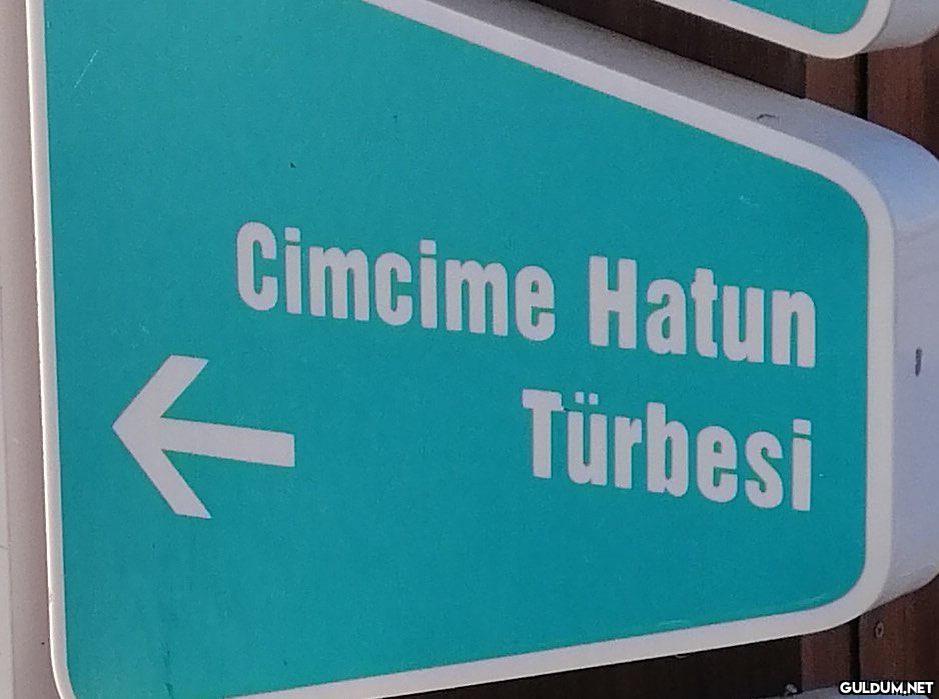 Cimcime Hatun
Türbesi
GULDUM.NET